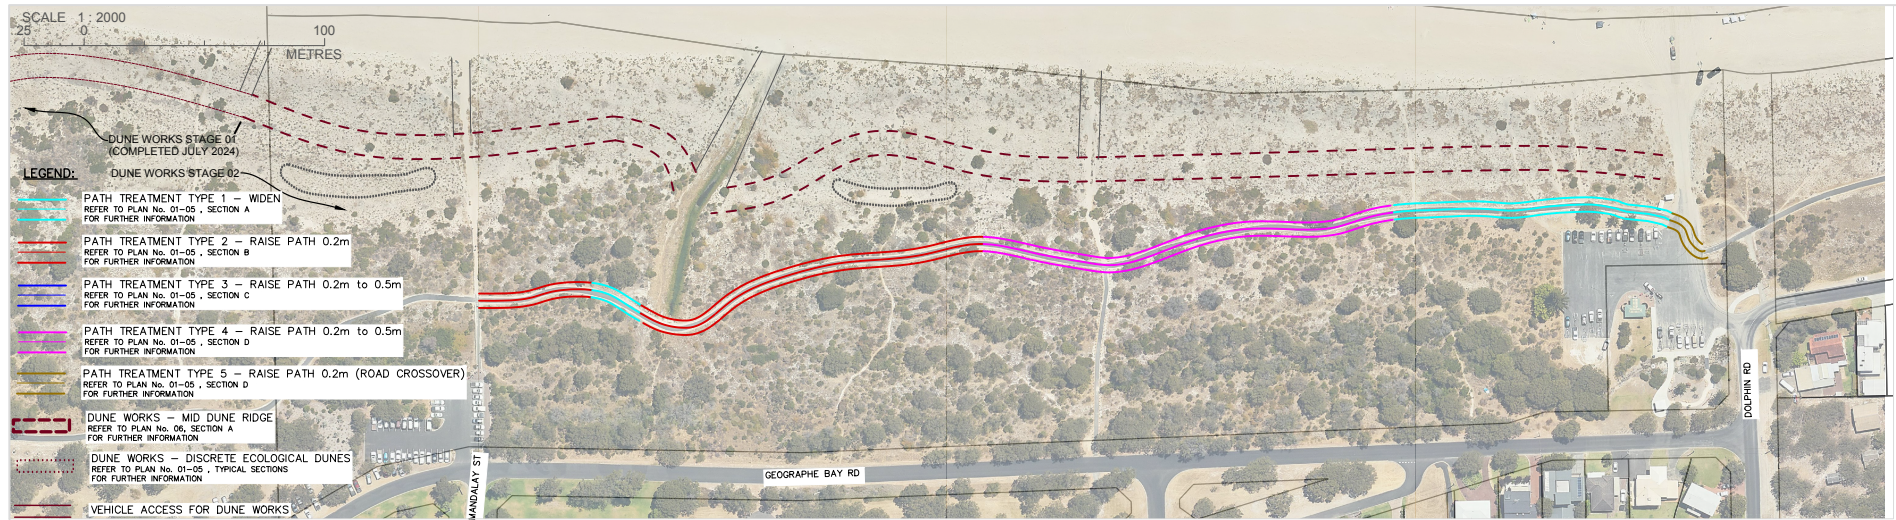 SCALE 1 : 2000
25 0 100
METRES
DUNE WORKS STAGE 01
(COMPLETED JULY 2024)
LEGEND:
DUNE WORKS STAGE 02
PATH TREATMENT TYPE 1 – WIDEN
REFER TO PLAN No. 01-05 , SECTION A
FOR FURTHER INFORMATION
PATH TREATMENT TYPE 2 – RAISE PATH 0.2m
REFER TO PLAN No. 01-05 , SECTION B
FOR FURTHER INFORMATION
PATH TREATMENT TYPE 3 – RAISE PATH 0.2m to 0.5m
REFER TO PLAN No. 01-05 , SECTION C
FOR FURTHER INFORMATION
PATH TREATMENT TYPE 4 – RAISE PATH 0.2m to 0.5m
REFER TO PLAN No. 01-05 , SECTION D
FOR FURTHER INFORMATION
PATH TREATMENT TYPE 5 – RAISE PATH 0.2m (ROAD CROSSOVER)
REFER TO PLAN No. 01-05 , SECTION D
FOR FURTHER INFORMATION
DUNE WORKS – MID DUNE RIDGE
REFER TO PLAN No. 06, SECTION A
FOR FURTHER INFORMATION
DUNE WORKS – DISCRETE ECOLOGICAL DUNES
REFER TO PLAN No. 01-05 , TYPICAL SECTIONS
FOR FURTHER INFORMATION
VEHICLE ACCESS FOR DUNE WORKS
MANDALAY ST
GEOGRAPHE BAY RD
DOLPHIN RD